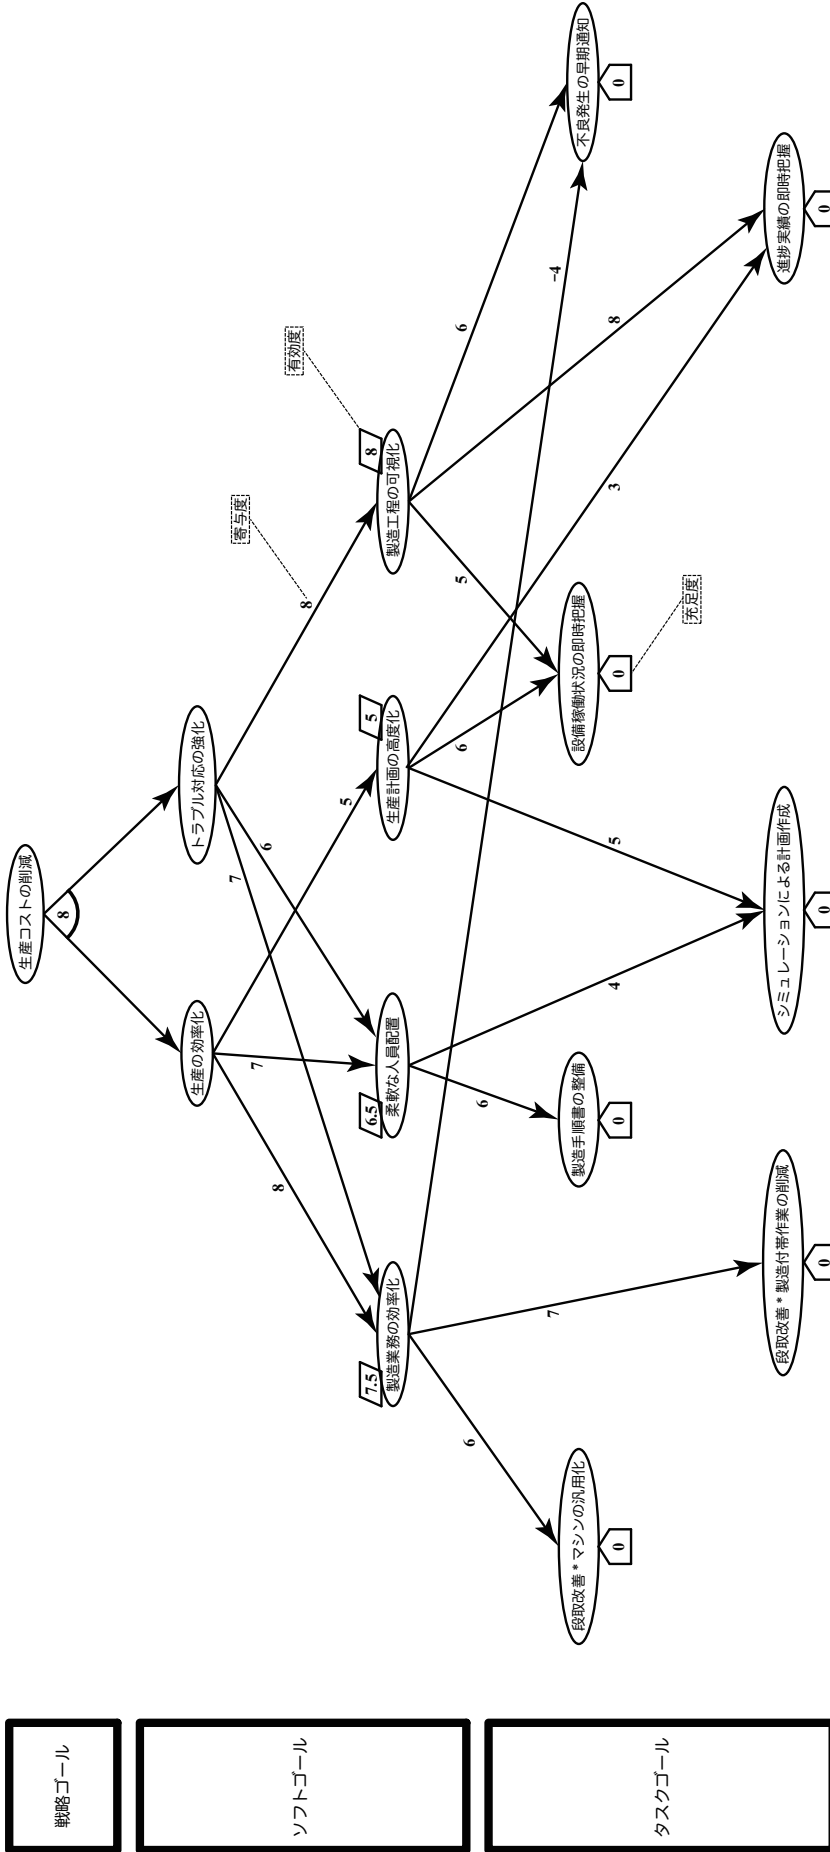 戦略ゴール
ソフトゴール
タスクゴール
生産コストの削減
8
生産の効率化
トラブル対応の強化
8
7
5
7
6
8
寄与度
7.5
製造業務の効率化
6.5
柔軟な人員配置
5
生産計画の高度化
8
製造工程の可視化
有効度
6
7
-4
6
4
5
6
3
5
8
6
段取改善*マシンの汎用化
0
製造手順書の整備
0
設備稼働状況の即時把握
0
充足度
不良発生の早期通知
0
段取改善*製造付帯作業の削減
0
シミュレーションによる計画作成
0
進捗実績の即時把握
0